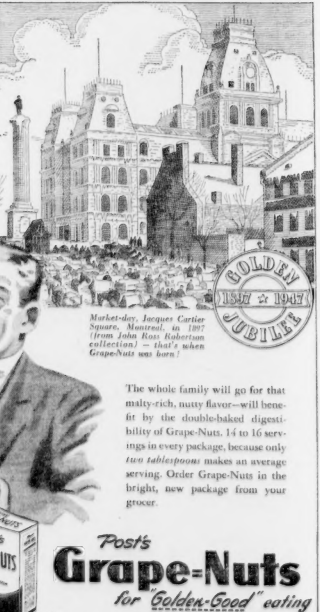 GOLDEN
1897 ☆ 1947
JUBILEE
Market-day, Jacques Cartier
Square, Montreal, in 1897
(from John Ross Robertson
collection) — that's when
Grape-Nuts was born!
The whole family will go for that
malty-rich, nutty flavor—will bene-
fit by the double-baked digesti-
bility of Grape-Nuts. 14 to 16 serv-
ings in every package, because only
two tablespoons makes an average
serving. Order Grape-Nuts in the
bright, new package from your
grocer.
Post's
Grape=Nuts
for "Golden-Good" eating